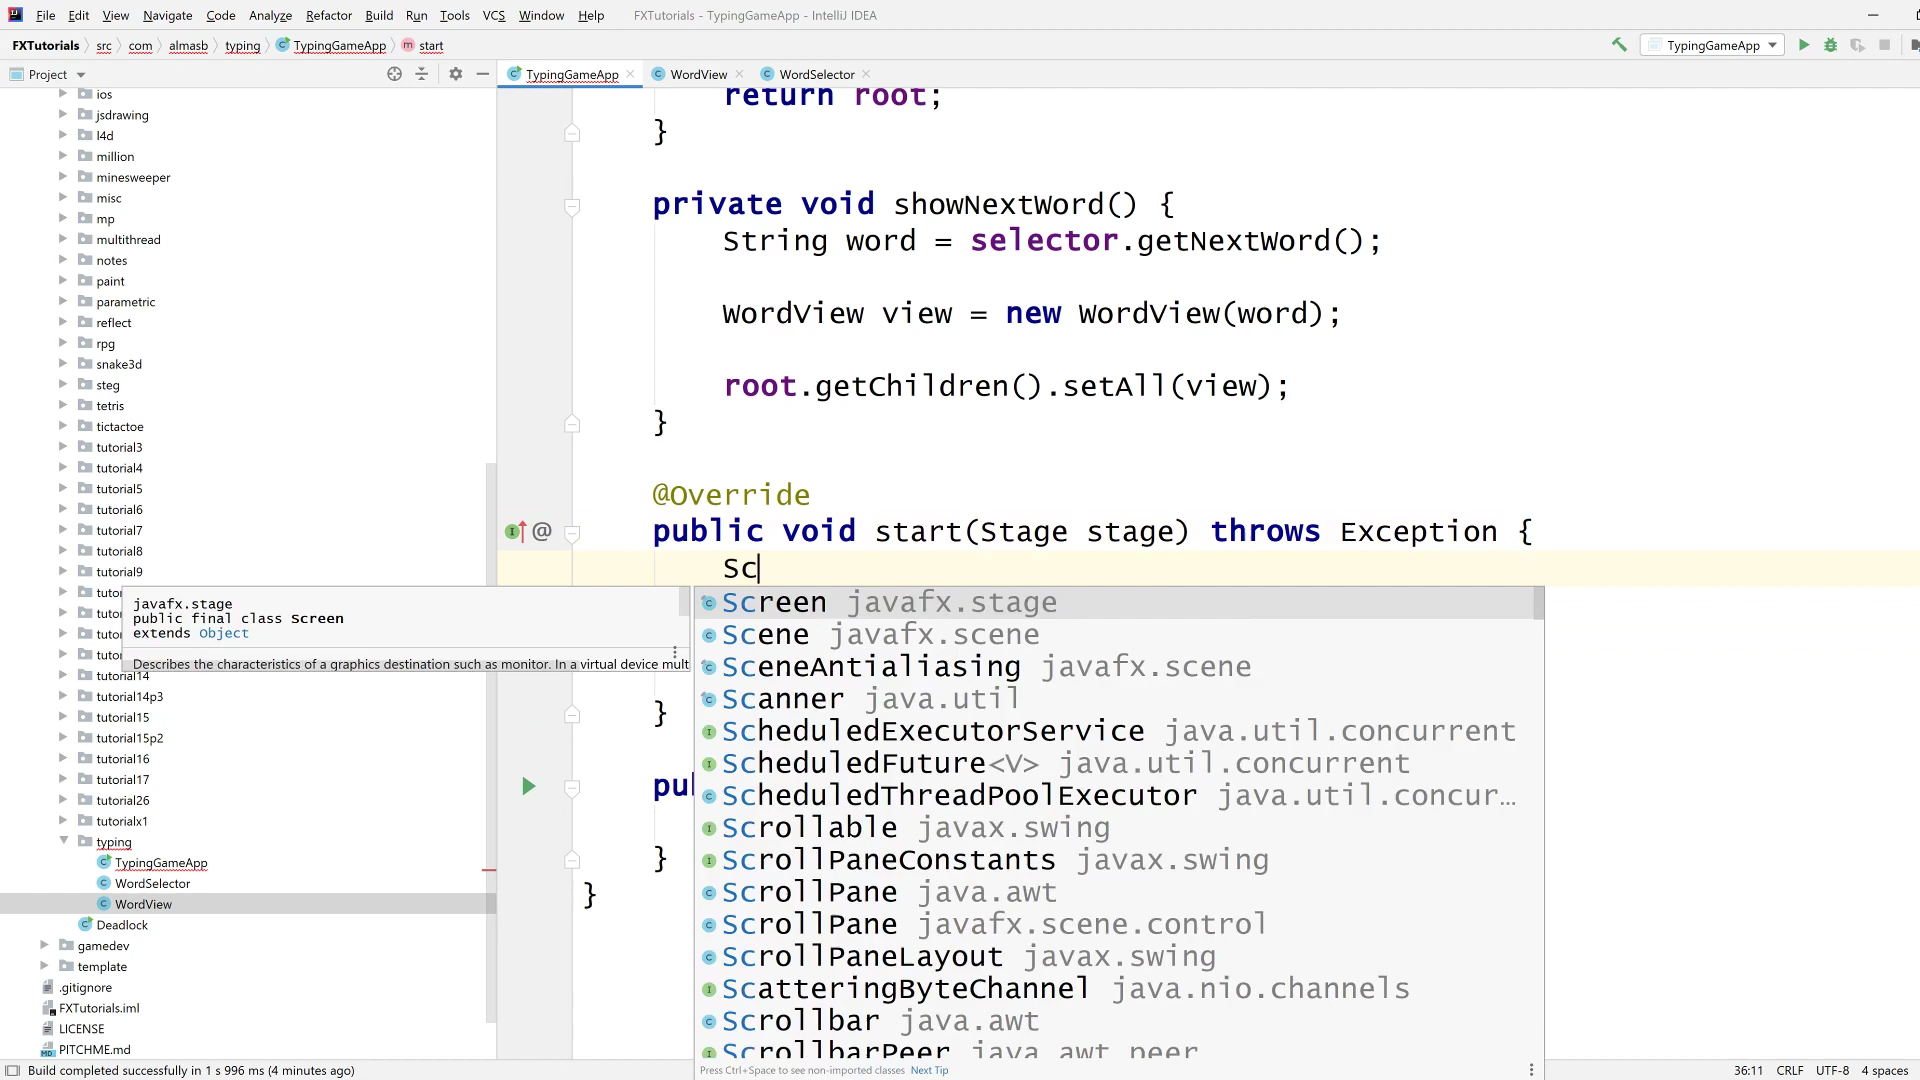 File Edit View Navigate Code Analyze Refactor Build Run Tools VCS Window Help FXTutorials - TypingGameApp - IntelliJ IDEA
FXTutorials src com almasb typing TypingGameApp start TypingGameApp
Project TypingGameApp WordView WordSelector
ios
jsdrawing
l4d
million
minesweeper
misc
mp
multithread
notes
paint
parametric
reflect
rpg
snake3d
steg
tetris
tictactoe
tutorial3
tutorial4
tutorial5
tutorial6
tutorial7
tutorial8
tutorial9
tutorial14
tutorial14p3
tutorial15
tutorial15p2
tutorial16
tutorial17
tutorial26
tutorialx1
typing
TypingGameApp
WordSelector
WordView
Deadlock
gamedev
template
.gitignore
FXTutorials.iml
LICENSE
PITCHME.md
return root;
}
private void showNextWord() {
String word = selector.getNextWord();
WordView view = new WordView(word);
root.getChildren().setAll(view);
}
@Override
public void start(Stage stage) throws Exception {
Sc
javafx.stage
public final class Screen
extends Object
Describes the characteristics of a graphics destination such as monitor. In a virtual device mult
Screen javafx.stage
Scene javafx.scene
SceneAntialiasing javafx.scene
Scanner java.util
ScheduledExecutorService java.util.concurrent
ScheduledFuture<V> java.util.concurrent
ScheduledThreadPoolExecutor java.util.concur…
Scrollable javax.swing
ScrollPaneConstants javax.swing
ScrollPane java.awt
ScrollPane javafx.scene.control
ScrollPaneLayout javax.swing
ScatteringByteChannel java.nio.channels
Scrollbar java.awt
ScrollbarPeer java.awt.peer
Press Ctrl+Space to see non-imported classes Next Tip
}
pu
}
}
Build completed successfully in 1 s 996 ms (4 minutes ago) 36:11 CRLF UTF-8 4 spaces